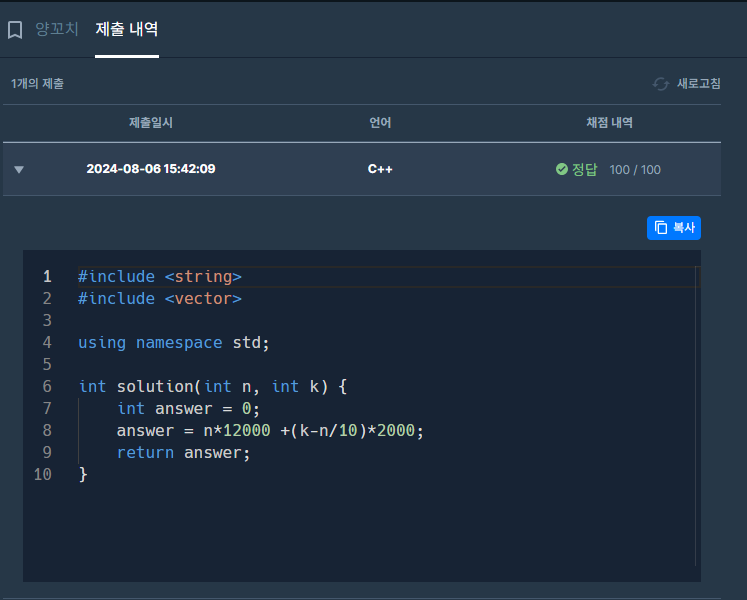 양꼬치 제출 내역
1개의 제출 새로고침
제출일시 언어 채점 내역
2024-08-06 15:42:09 C++ 정답 100 / 100
복사
1 #include <string>
2 #include <vector>
3
4 using namespace std;
5
6 int solution(int n, int k) {
7     int answer = 0;
8     answer = n*12000 +(k-n/10)*2000;
9     return answer;
10 }